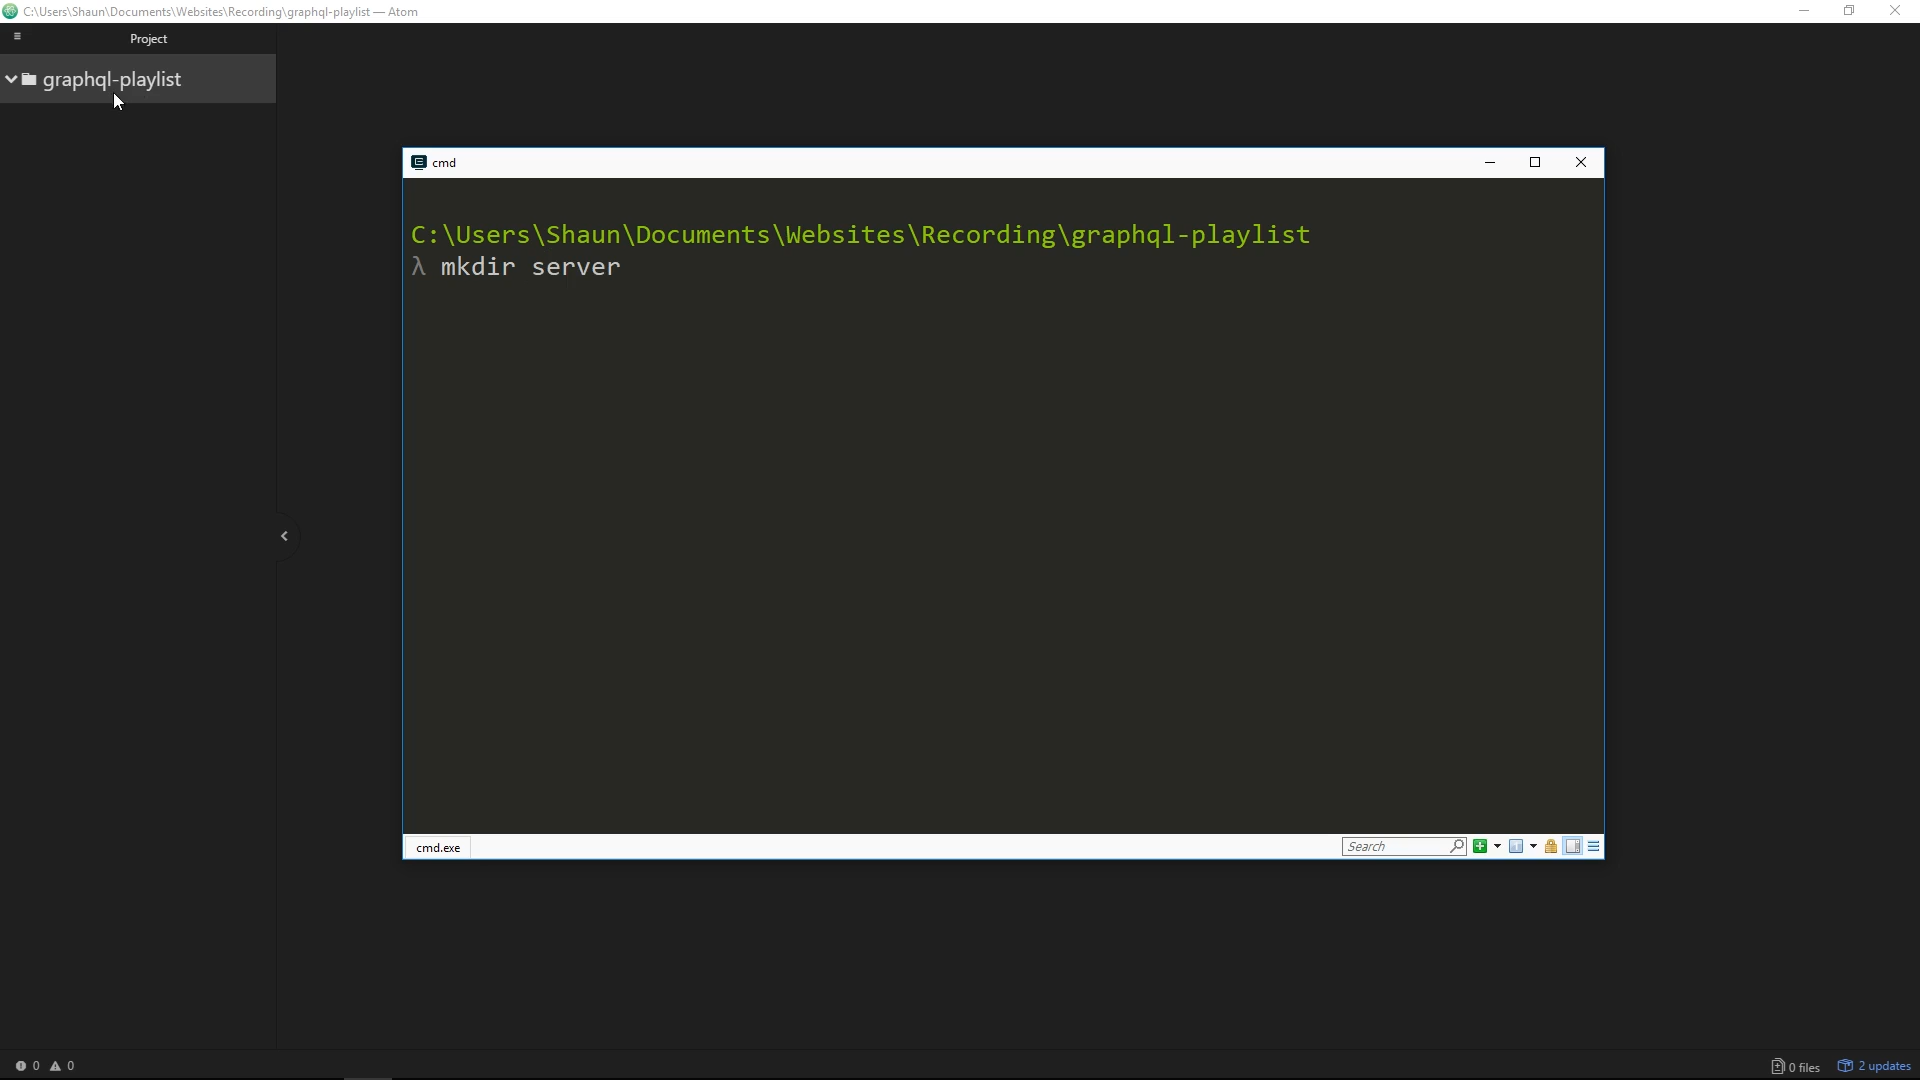 C:\Users\Shaun\Documents\Websites\Recording\graphql-playlist — Atom
Project
graphql-playlist
cmd
C:\Users\Shaun\Documents\Websites\Recording\graphql-playlist
λ mkdir server
cmd.exe
Search
0 0
0 files
2 updates